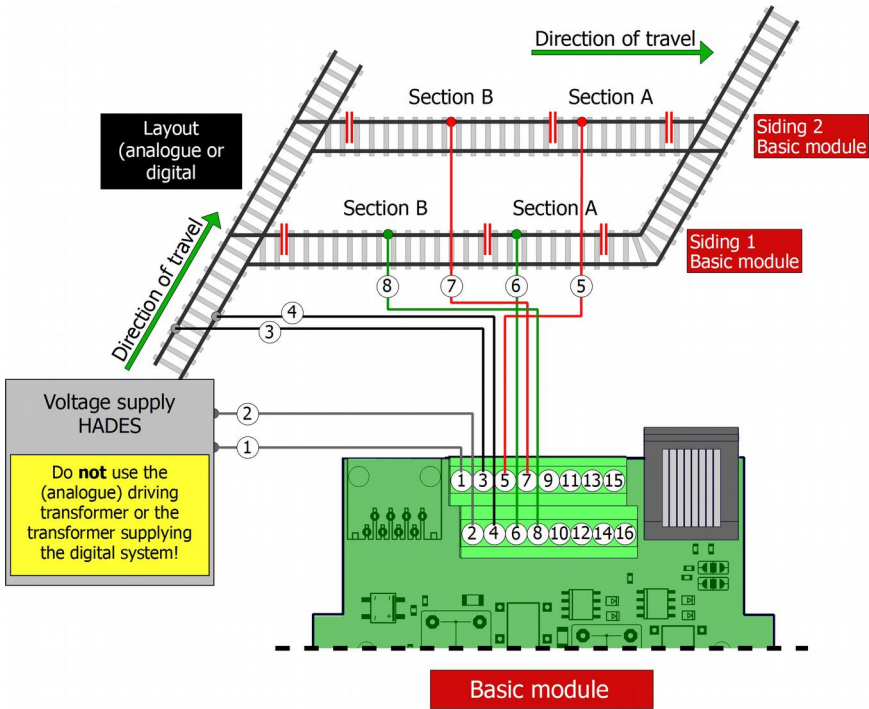 Direction of travel
Section B
Section A
Layout
(analogue or
digital
Siding 2
Basic module
Section B
Section A
Siding 1
Basic module
Direction of travel
8
7
6
5
4
3
Voltage supply
HADES
2
1
Do not use the
(analogue) driving
transformer or the
transformer supplying
the digital system!
1 3 5 7 9 11 13 15
2 4 6 8 10 12 14 16
Basic module